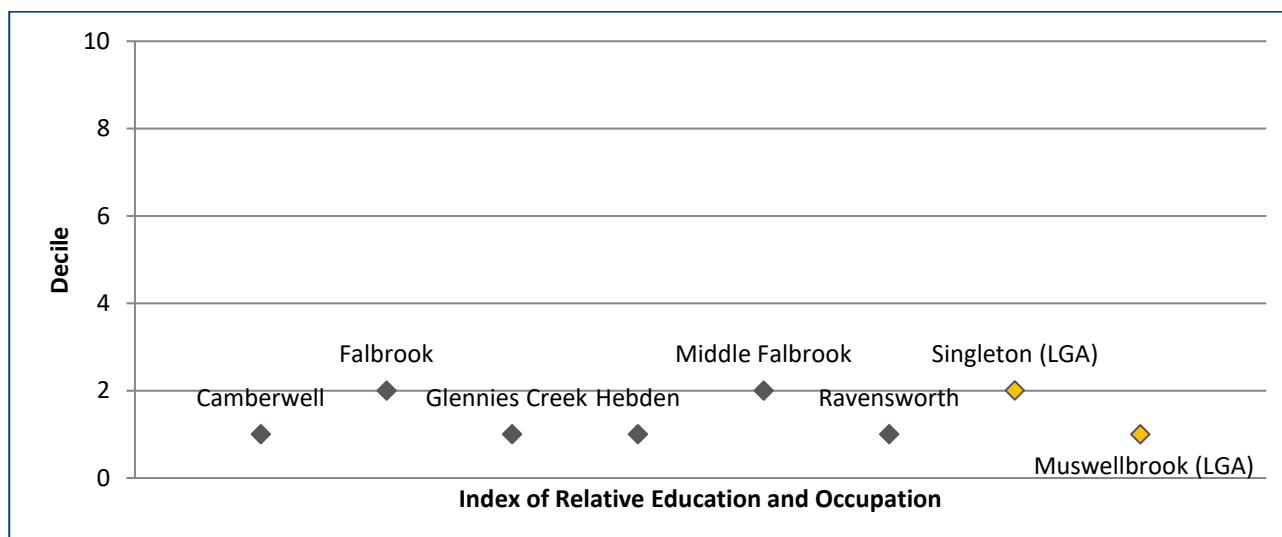 10
8
6
4
2
0
Decile
Falbrook
Middle Falbrook
Singleton (LGA)
Camberwell
Glennies Creek
Hebden
Ravensworth
Muswellbrook (LGA)
Index of Relative Education and Occupation